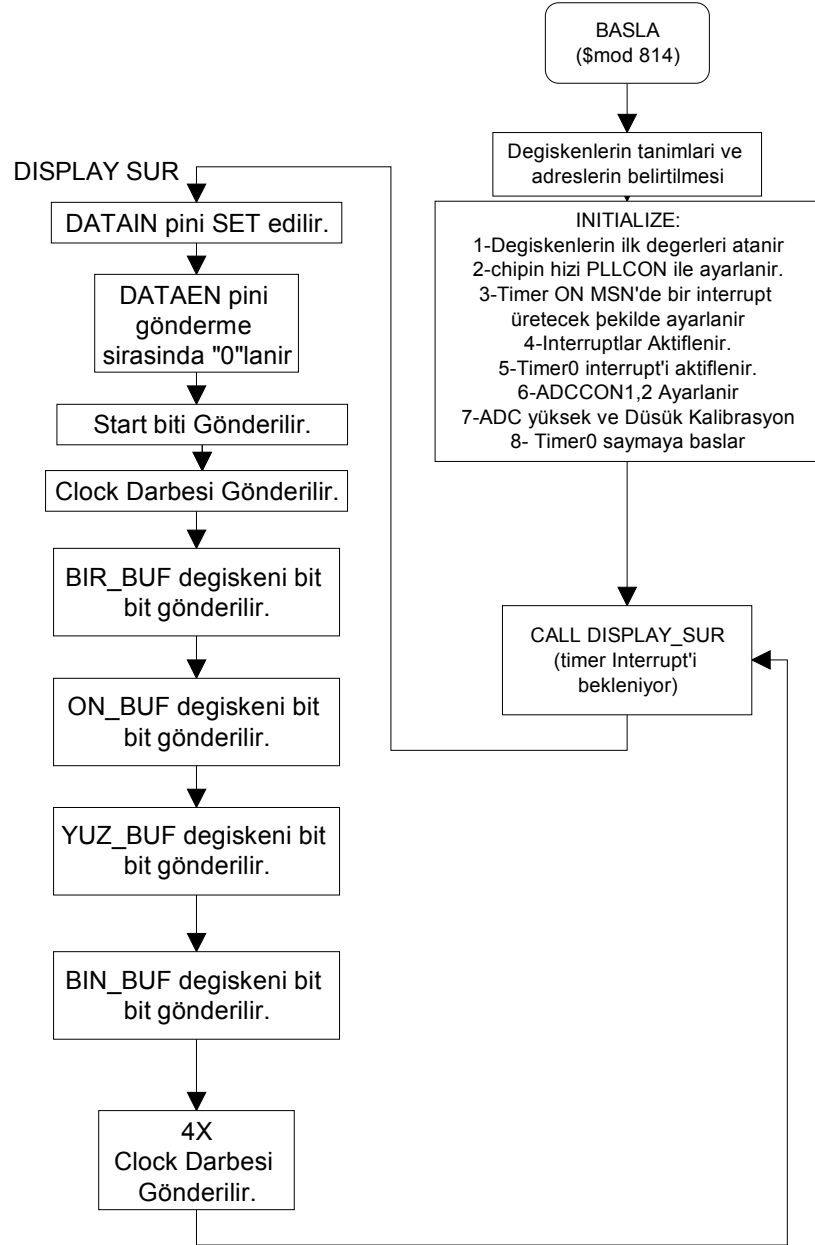 BASLA
($mod 814)
Degiskenlerin tanimlari ve
adreslerin belirtilmesi
INITIALIZE:
1-Degiskenlerin ilk degerleri atanir
2-chipin hizi PLLCON ile ayarlanir.
3-Timer ON MSN'de bir interrupt
üretecek þekilde ayarlanir
4-Interruptlar Aktiflenir.
5-Timer0 interrupt'i aktiflenir.
6-ADCCON1,2 Ayarlanir
7-ADC yüksek ve Düsük Kalibrasyon
8- Timer0 saymaya baslar
CALL DISPLAY_SUR
(timer Interrupt'i
bekleniyor)
DISPLAY SUR
DATAIN pini SET edilir.
DATAEN pini
gönderme
sirasinda "0"lanir
Start biti Gönderilir.
Clock Darbesi Gönderilir.
BIR_BUF degiskeni bit
bit gönderilir.
ON_BUF degiskeni bit
bit gönderilir.
YUZ_BUF degiskeni bit
bit gönderilir.
BIN_BUF degiskeni bit
bit gönderilir.
4X
Clock Darbesi
Gönderilir.